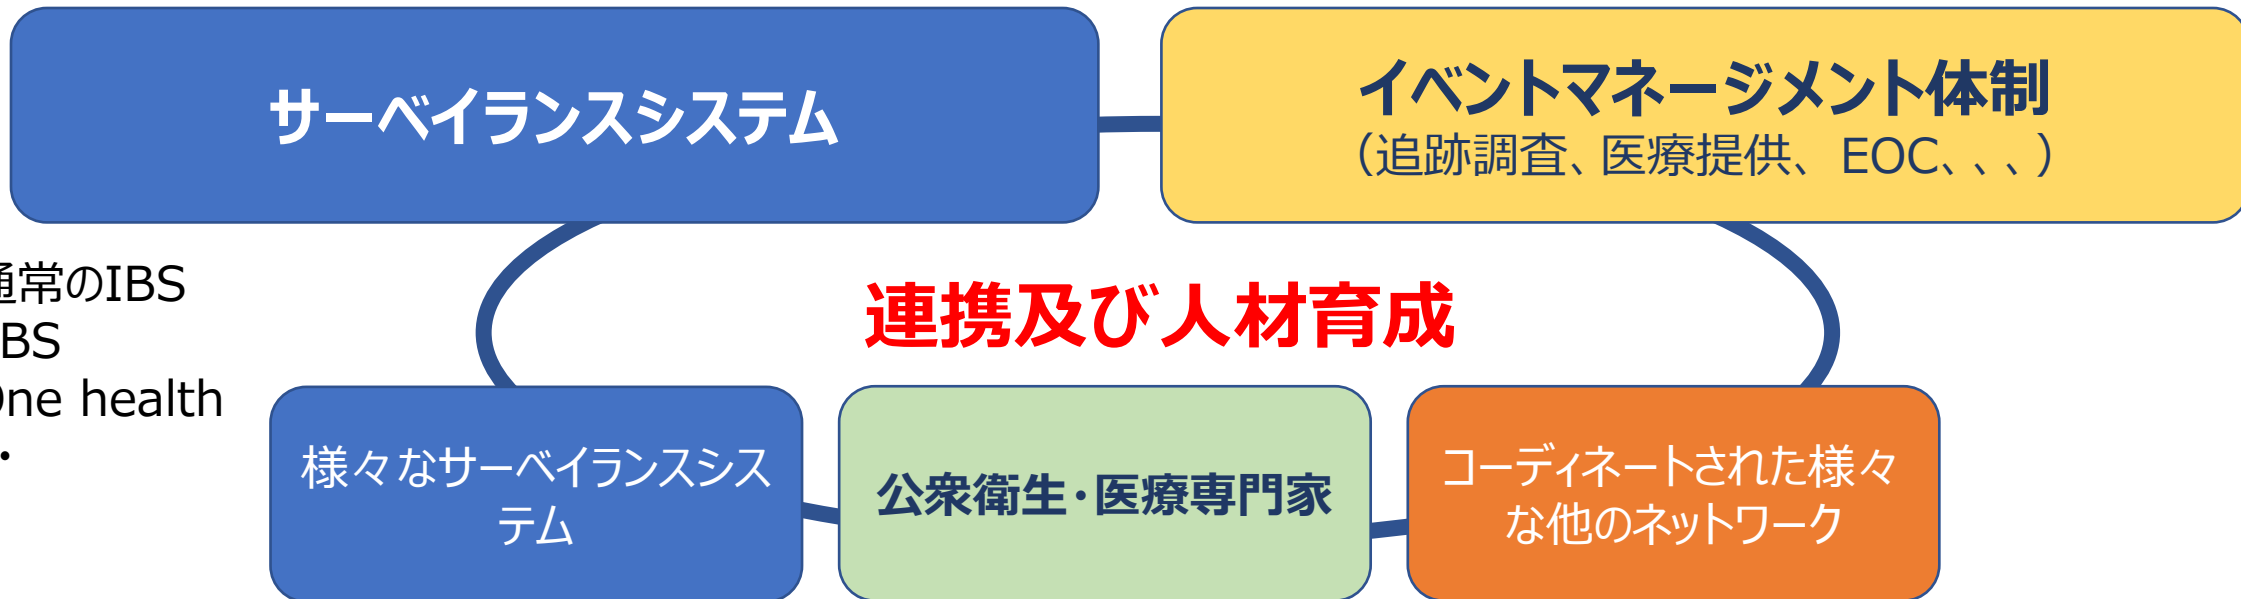 サーベイランスシステム
イベントマネージメント体制
（追跡調査、医療提供、EOC、、、）
通常のIBS
BS
One health
・
連携及び人材育成
様々なサーベイランスシス
テム
公衆衛生・医療専門家
コーディネートされた様々
な他のネットワーク